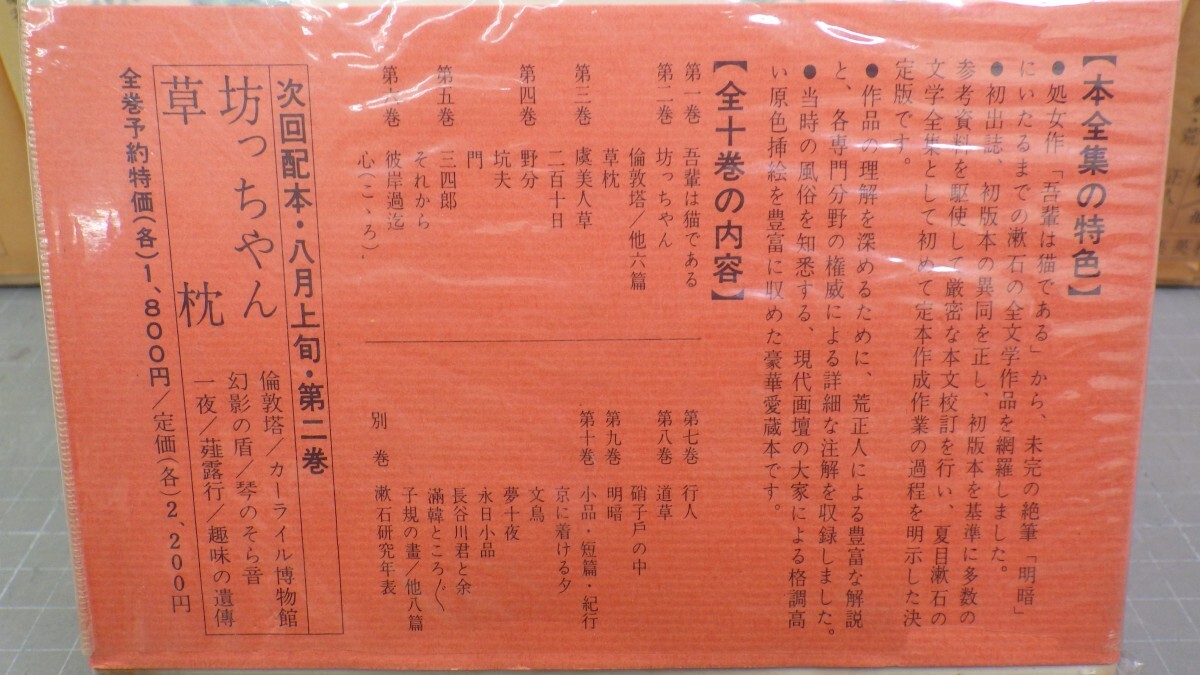 【本全集の特色】
●処女作「吾輩は猫である」から、未完の絶筆「明暗」
にいたるまでの漱石の全文学作品を網羅しました。
●初出誌、初版本の異同を正し、初版本を基準に多数の
参考資料を駆使して厳密な本文校訂を行い、夏目漱石の
文学全集として初めて定本作成作業の過程を明示した決
定版です。
●作品の理解を深めるために、荒正人による豊富な解説
と、各専門分野の権威による詳細な注解を収録しました。
●当時の風俗を知悉する、現代画壇の大家による格調高
い原色挿絵を豊富に収めた豪華愛蔵本です。
【全十巻の内容】
第一巻 吾輩は猫である
第二巻 坊っちゃん
倫敦塔/他六篇
草枕
第三巻 虞美人草
二百十日
第四巻 野分
坑夫
門
第五巻 三四郎
それから
第六巻 彼岸過迄
心(こゝろ)
第七巻 行人
第八巻 道草
硝子戸の中
第九巻 明暗
第十巻 小品・短篇・紀行
京に着ける夕
文鳥
夢十夜
永日小品
長谷川君と余
滿韓ところ〴〵
子規の畫/他八篇
別巻 漱石研究年表
次回配本・八月上旬・第二巻
坊っちやん
草枕
倫敦塔/カーライル博物館
幻影の盾/琴のそら音
一夜/薤露行/趣味の遺傳
全巻予約特価(各)1,800円/定価(各)2,200円